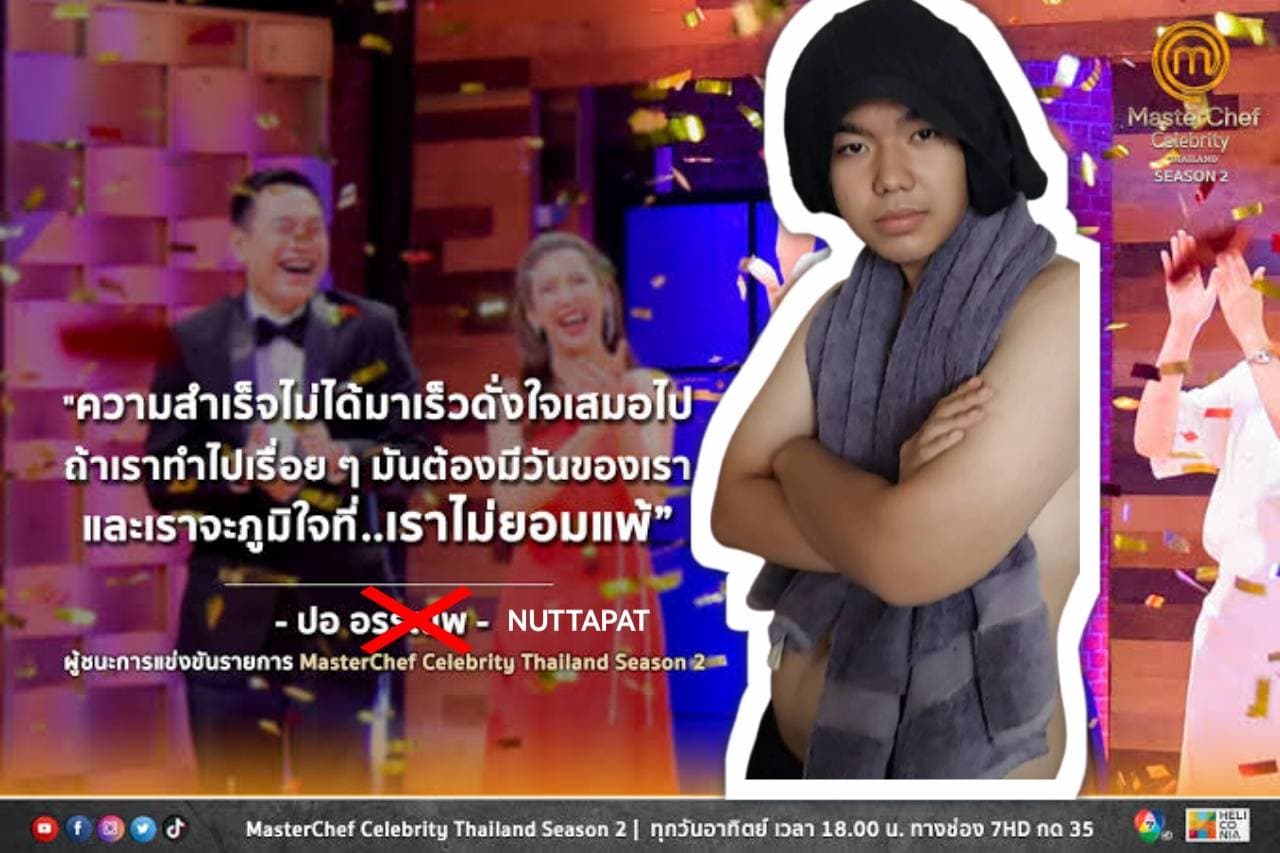 MasterChef
Celebrity
THAILAND
SEASON 2
"ความสำเร็จไม่ได้มาเร็วดั่งใจเสมอไป
ถ้าเราทำไปเรื่อย ๆ มันต้องมีวันของเรา
และเราจะภูมิใจที่..เราไม่ยอมแพ้”
- ปอ - NUTTAPAT
ผู้ชนะการแข่งขันรายการ MasterChef Celebrity Thailand Season 2
MasterChef Celebrity Thailand Season 2 | ทุกวันอาทิตย์ เวลา 18.00 น. ทางช่อง 7HD กด 35
7 HD
HELI
CO
NIA